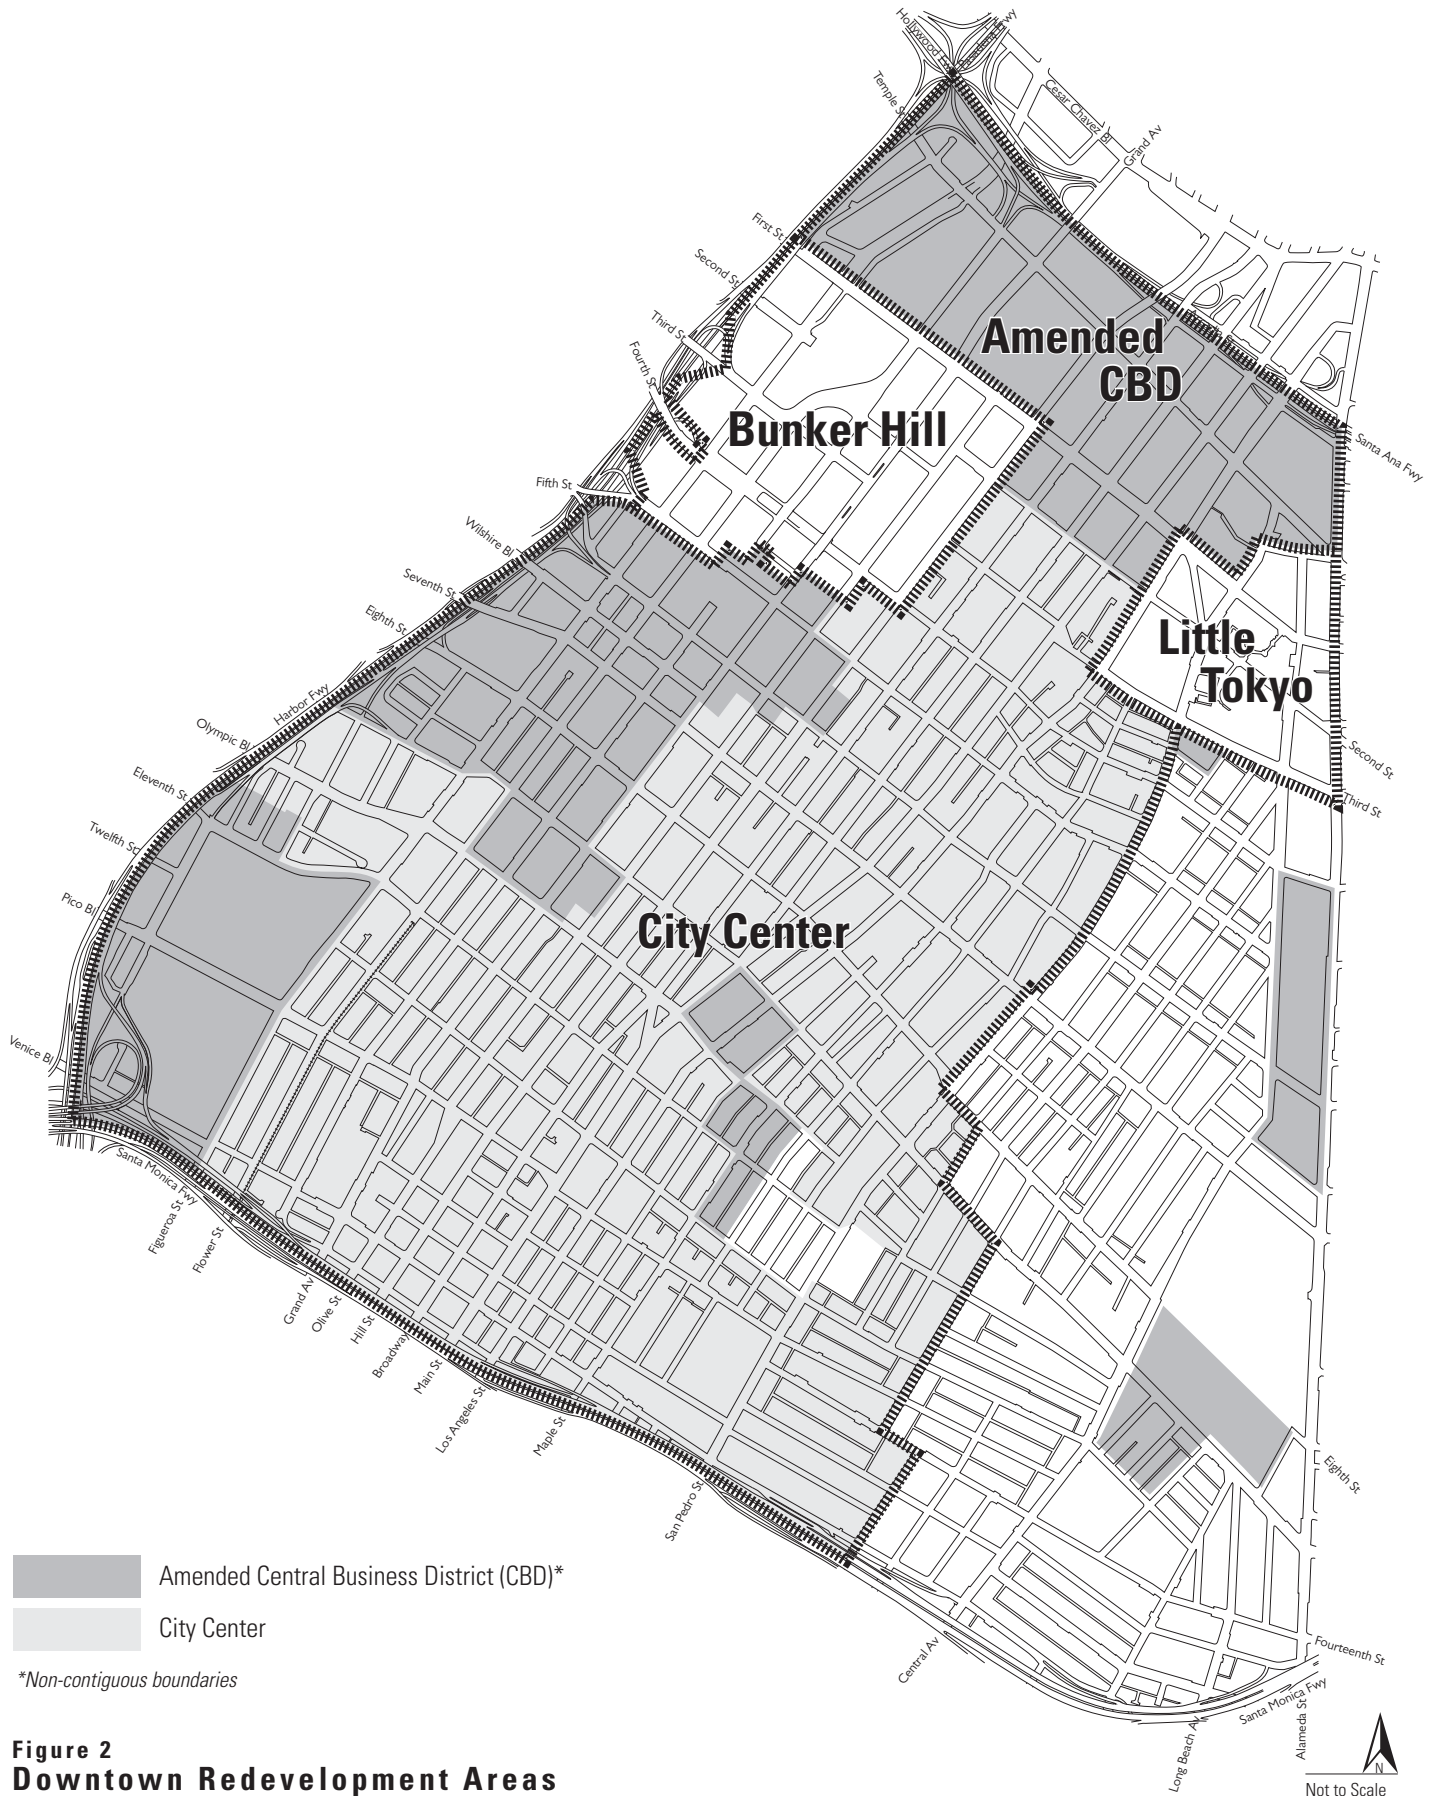 Hollywood Fwy
Pasadena Frwy
Temple St
Cesar Chavez Bl
Grand Av
First St
Second St
Third St
Fourth St
Amended
CBD
Bunker Hill
Santa Ana Fwy
Fifth St
Wilshire Bl
Seventh St
Eighth St
Little
Tokyo
Harbor Fwy
Olympic Bl
Second St
Eleventh St
Third St
Twelfth St
Pico Bl
City Center
Venice Bl
Santa Monica Fwy
Figueroa St
Flower St
Grand Av
Olive St
Hill St
Broadway
Main St
Los Angeles St
Maple St
San Pedro St
Eighth St
Amended Central Business District (CBD)*
City Center
*Non-contiguous boundaries
Central Av
Fourteenth St
Santa Monica Fwy
Long Beach Av
Alameda St
N
Not to Scale
Figure 2
Downtown Redevelopment Areas